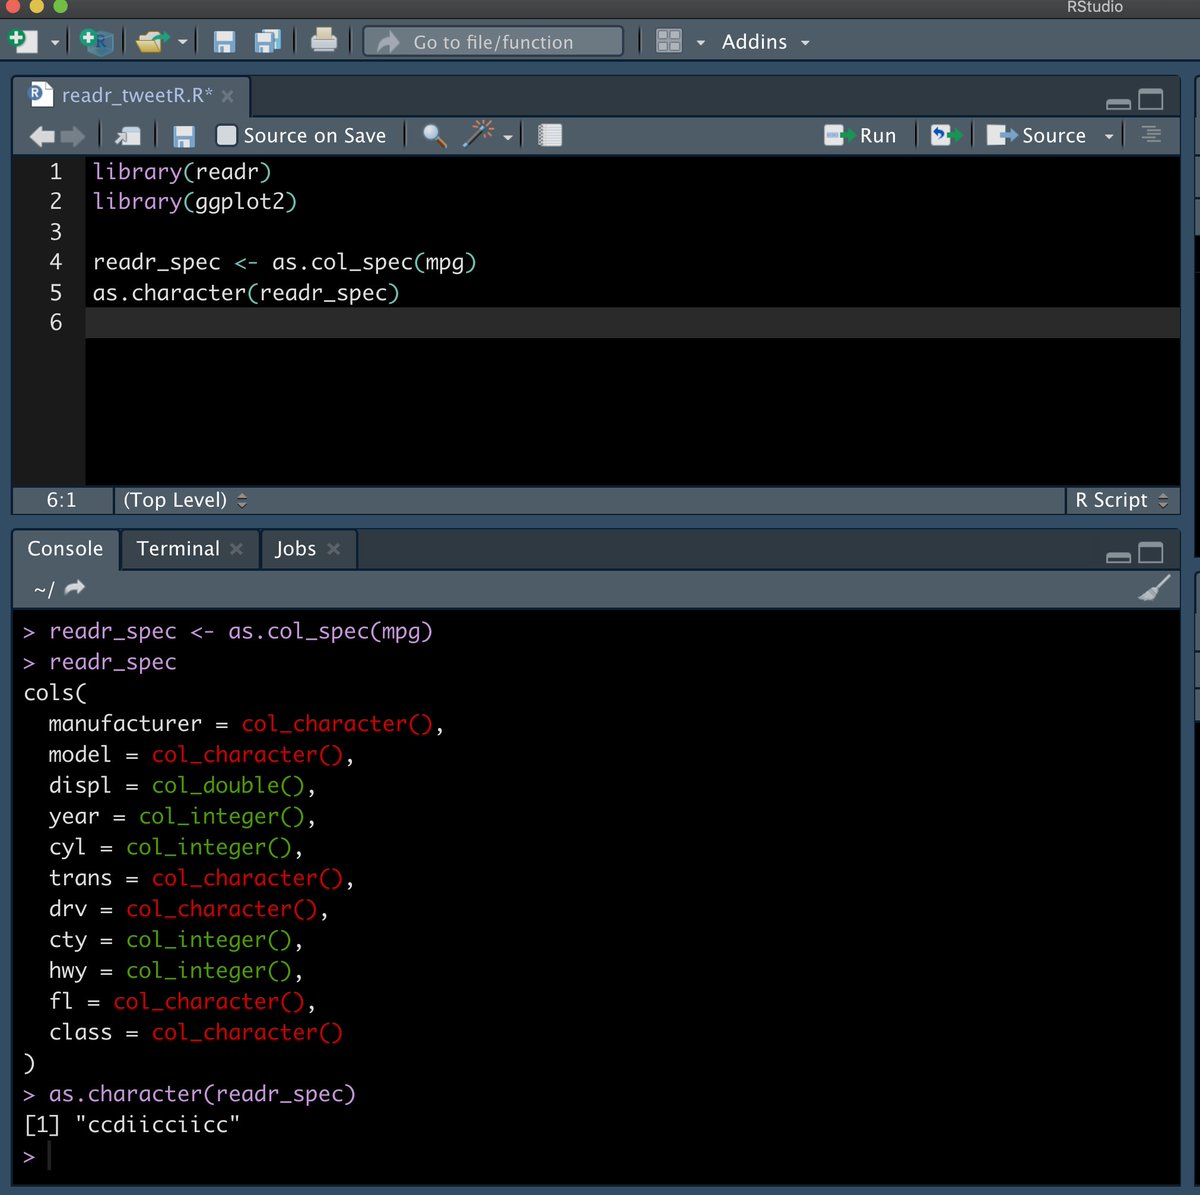 RStudio
Go to file/function Addins
readr_tweetR.R*
Source on Save Run Source
1 library(readr)
2 library(ggplot2)
3
4 readr_spec <- as.col_spec(mpg)
5 as.character(readr_spec)
6
6:1 (Top Level) R Script
Console Terminal Jobs
~/
> readr_spec <- as.col_spec(mpg)
> readr_spec
cols(
  manufacturer = col_character(),
  model = col_character(),
  displ = col_double(),
  year = col_integer(),
  cyl = col_integer(),
  trans = col_character(),
  drv = col_character(),
  cty = col_integer(),
  hwy = col_integer(),
  fl = col_character(),
  class = col_character()
)
> as.character(readr_spec)
[1] "ccdiicciicc"
>